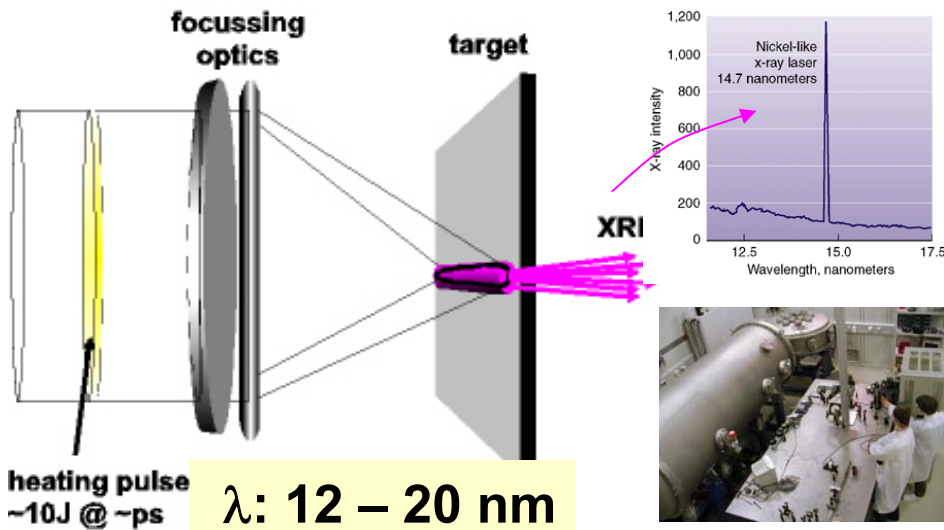 focussing
optics
target
XRL
heating pulse
~10J @ ~ps
λ: 12 – 20 nm
1,200
1,000
800
600
400
200
0
X-ray intensity
Nickel-like
x-ray laser
14.7 nanometers
12.5
15.0
17.5
Wavelength, nanometers